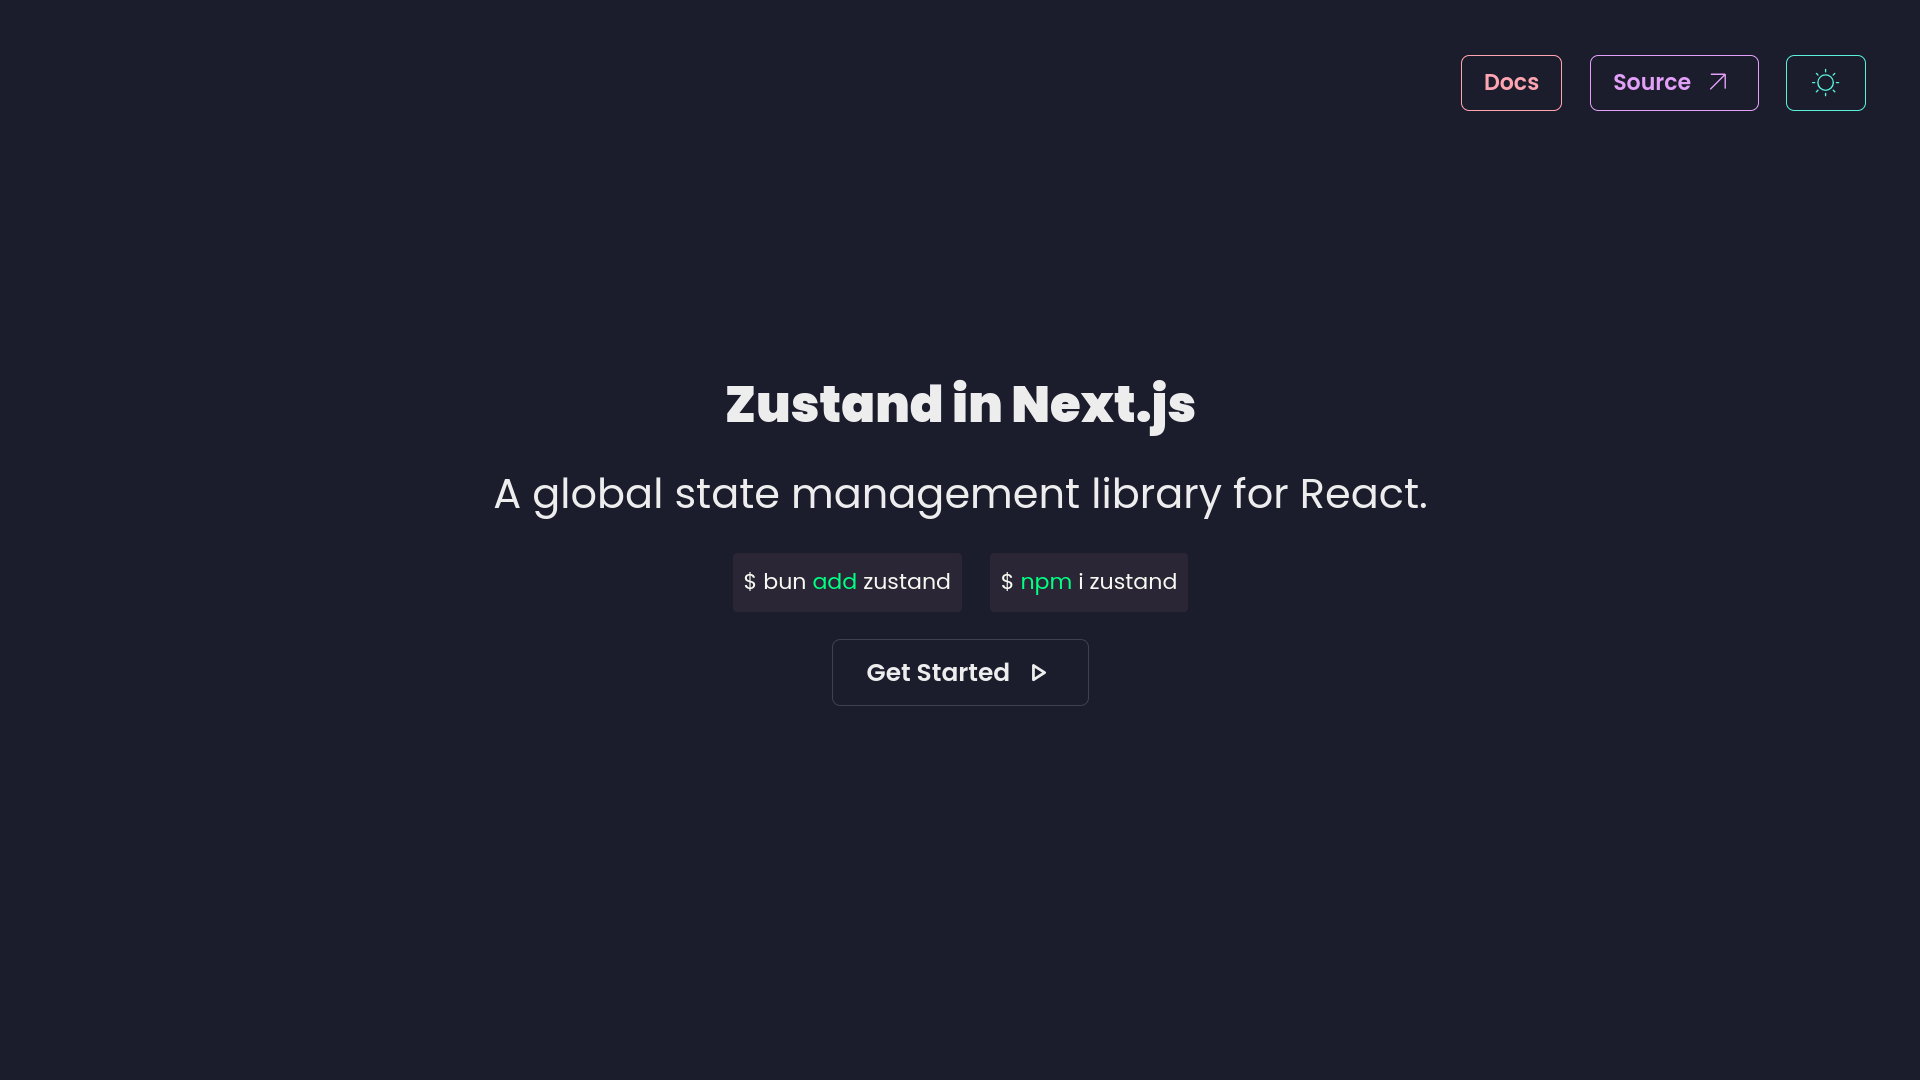 Docs
Source
Zustand in Next.js
A global state management library for React.
$ bun add zustand
$ npm i zustand
Get Started